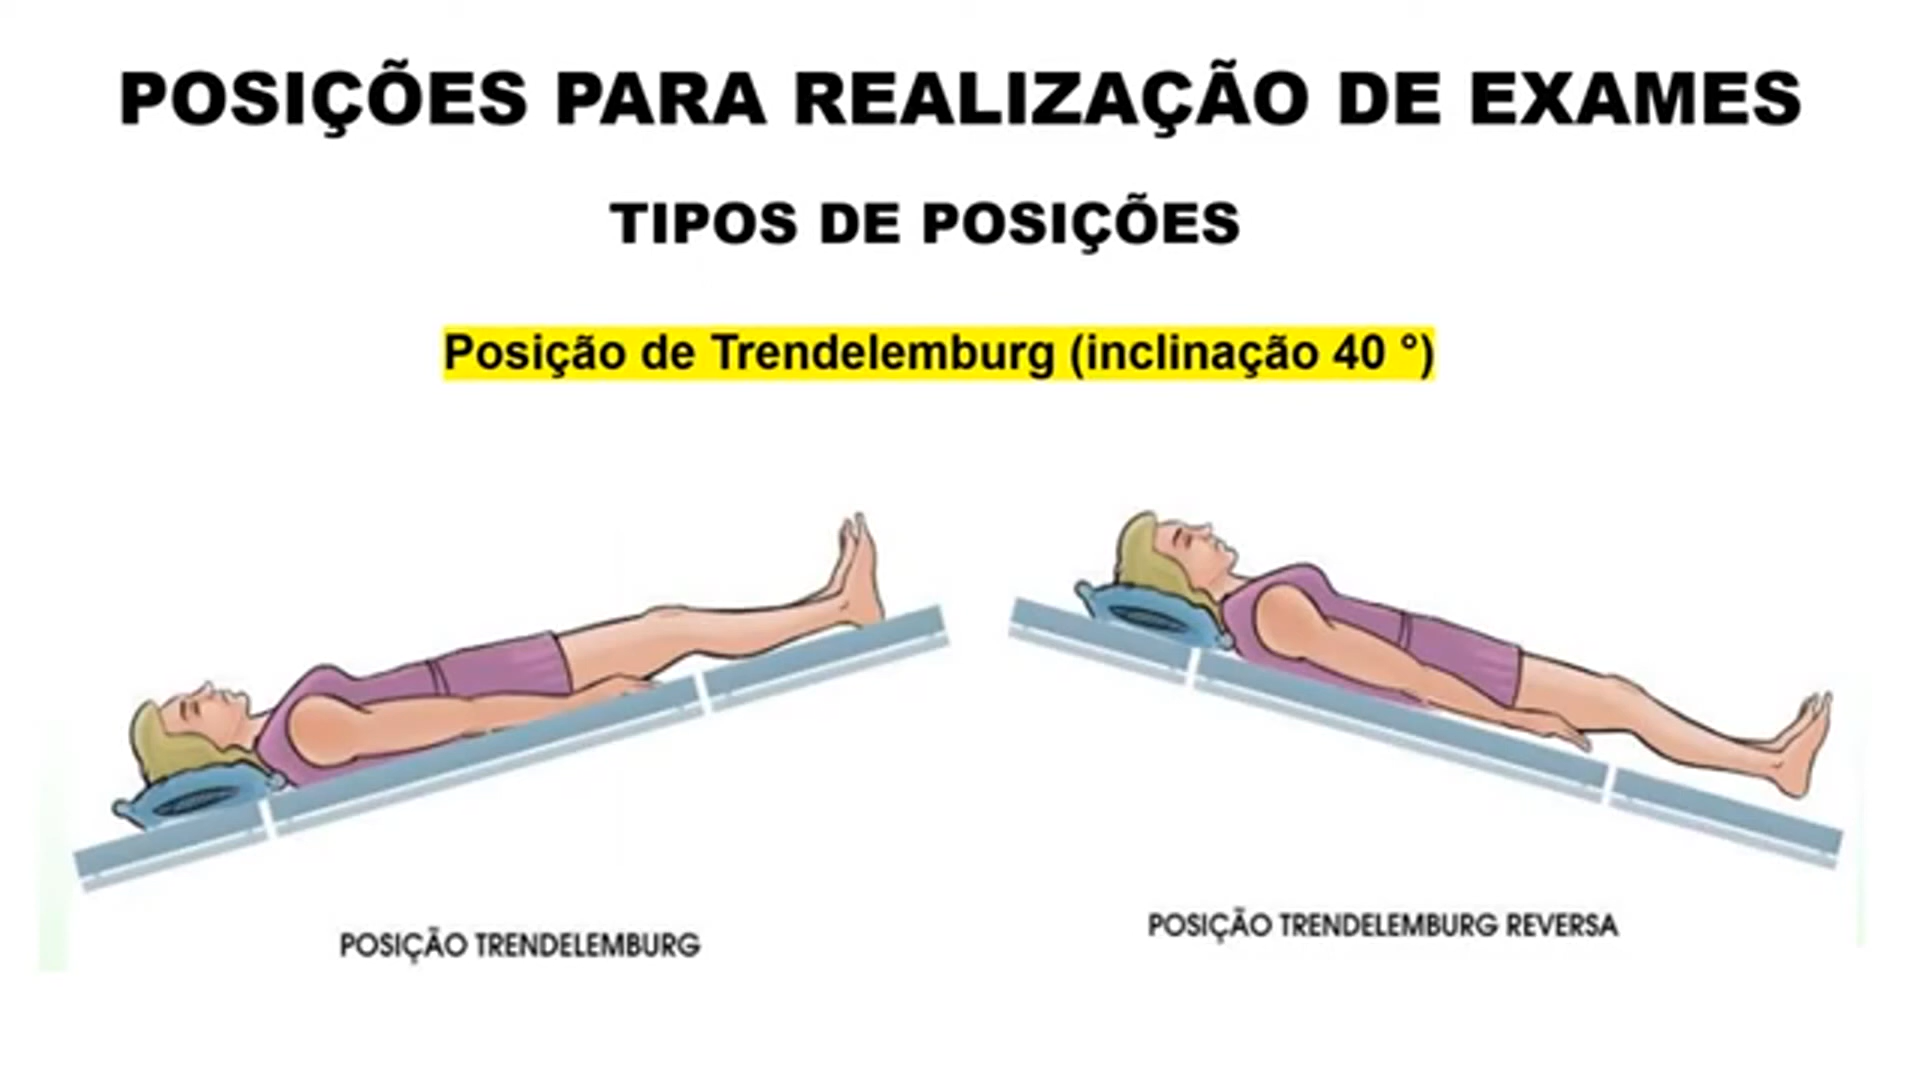 POSIÇÕES PARA REALIZAÇÃO DE EXAMES
TIPOS DE POSIÇÕES
Posição de Trendelemburg (inclinação 40 °)
POSIÇÃO TRENDELEMBURG
POSIÇÃO TRENDELEMBURG REVERSA